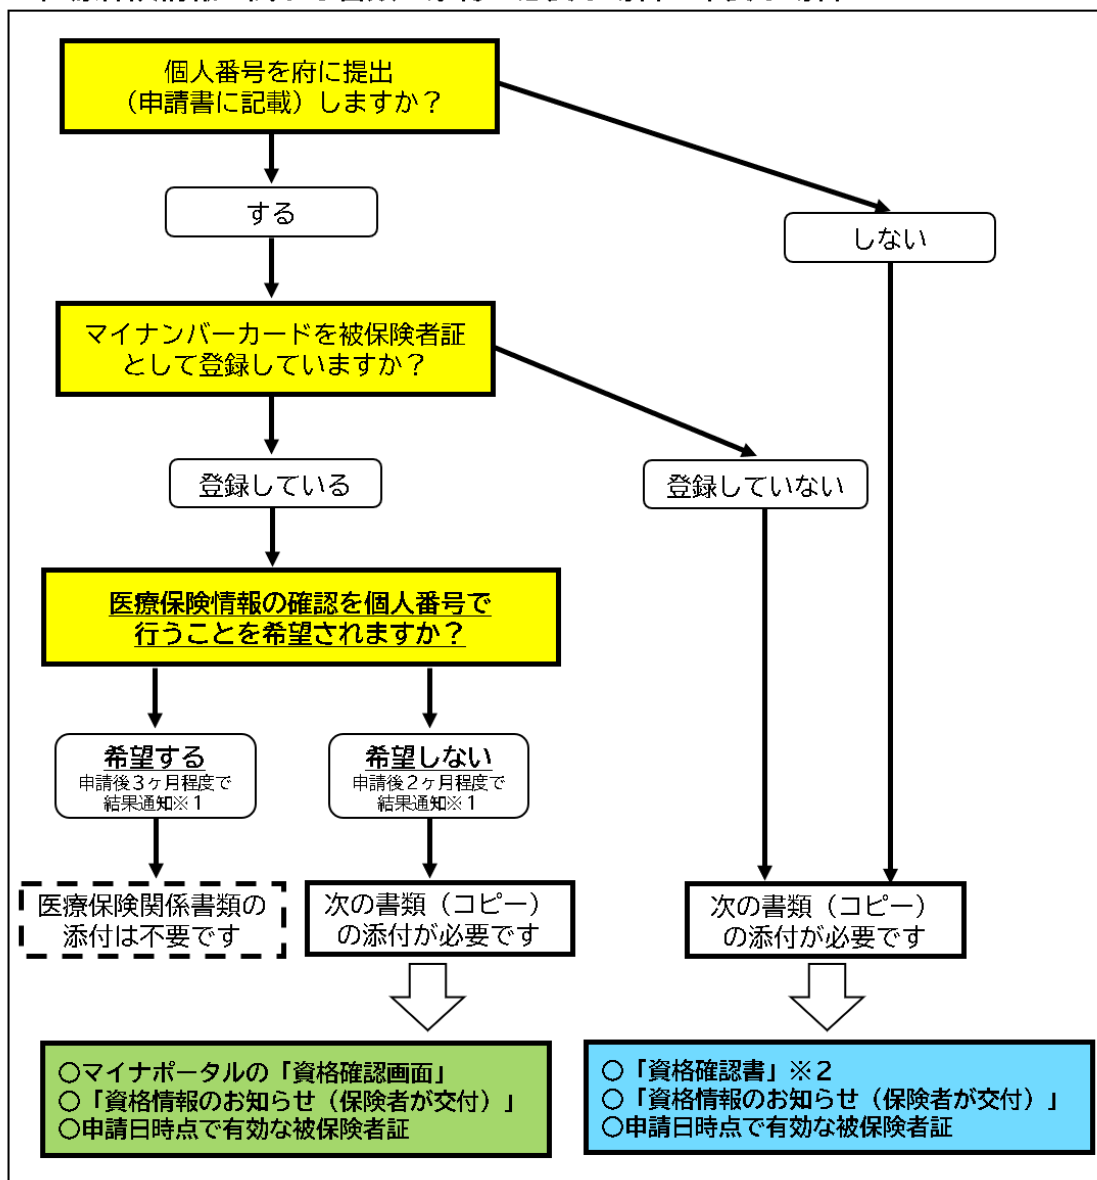 個人番号を府に提出
（申請書に記載）しますか？
する
しない
マイナンバーカードを被保険者証
として登録していますか？
登録している
登録していない
医療保険情報の確認を個人番号で
行うことを希望されますか？
希望する
申請後３ヶ月程度で
結果通知※１
希望しない
申請後２ヶ月程度で
結果通知※１
医療保険関係書類の
添付は不要です
次の書類（コピー）
の添付が必要です
次の書類（コピー）
の添付が必要です
○マイナポータルの「資格確認画面」
○「資格情報のお知らせ（保険者が交付）」
○申請日時点で有効な被保険者証
○「資格確認書」※２
○「資格情報のお知らせ（保険者が交付）」
○申請日時点で有効な被保険者証